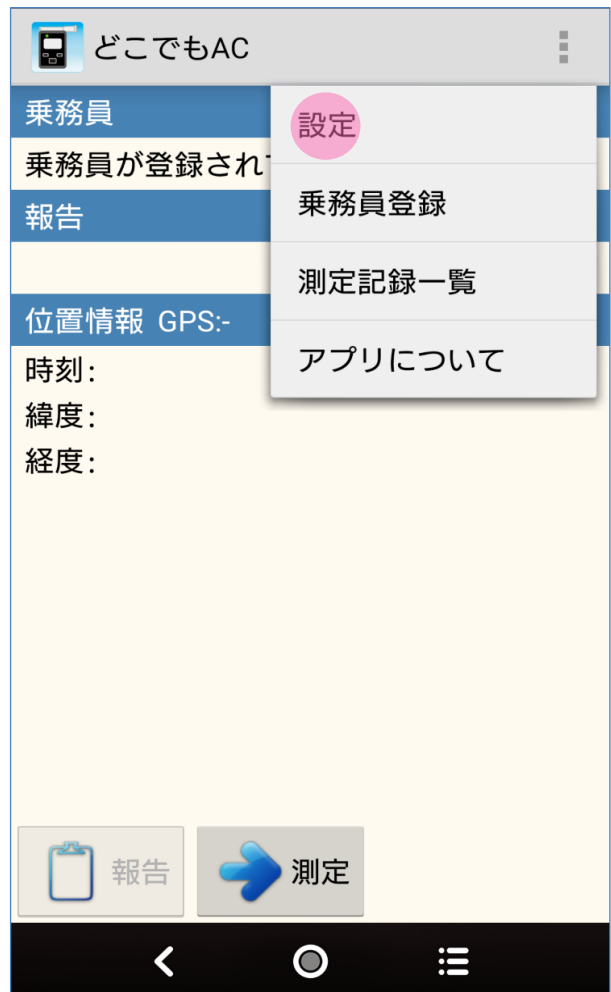 どこでもAC
乗務員
乗務員が登録され
報告
位置情報 GPS:-
時刻:
緯度:
経度:
設定
乗務員登録
測定記録一覧
アプリについて
報告
測定